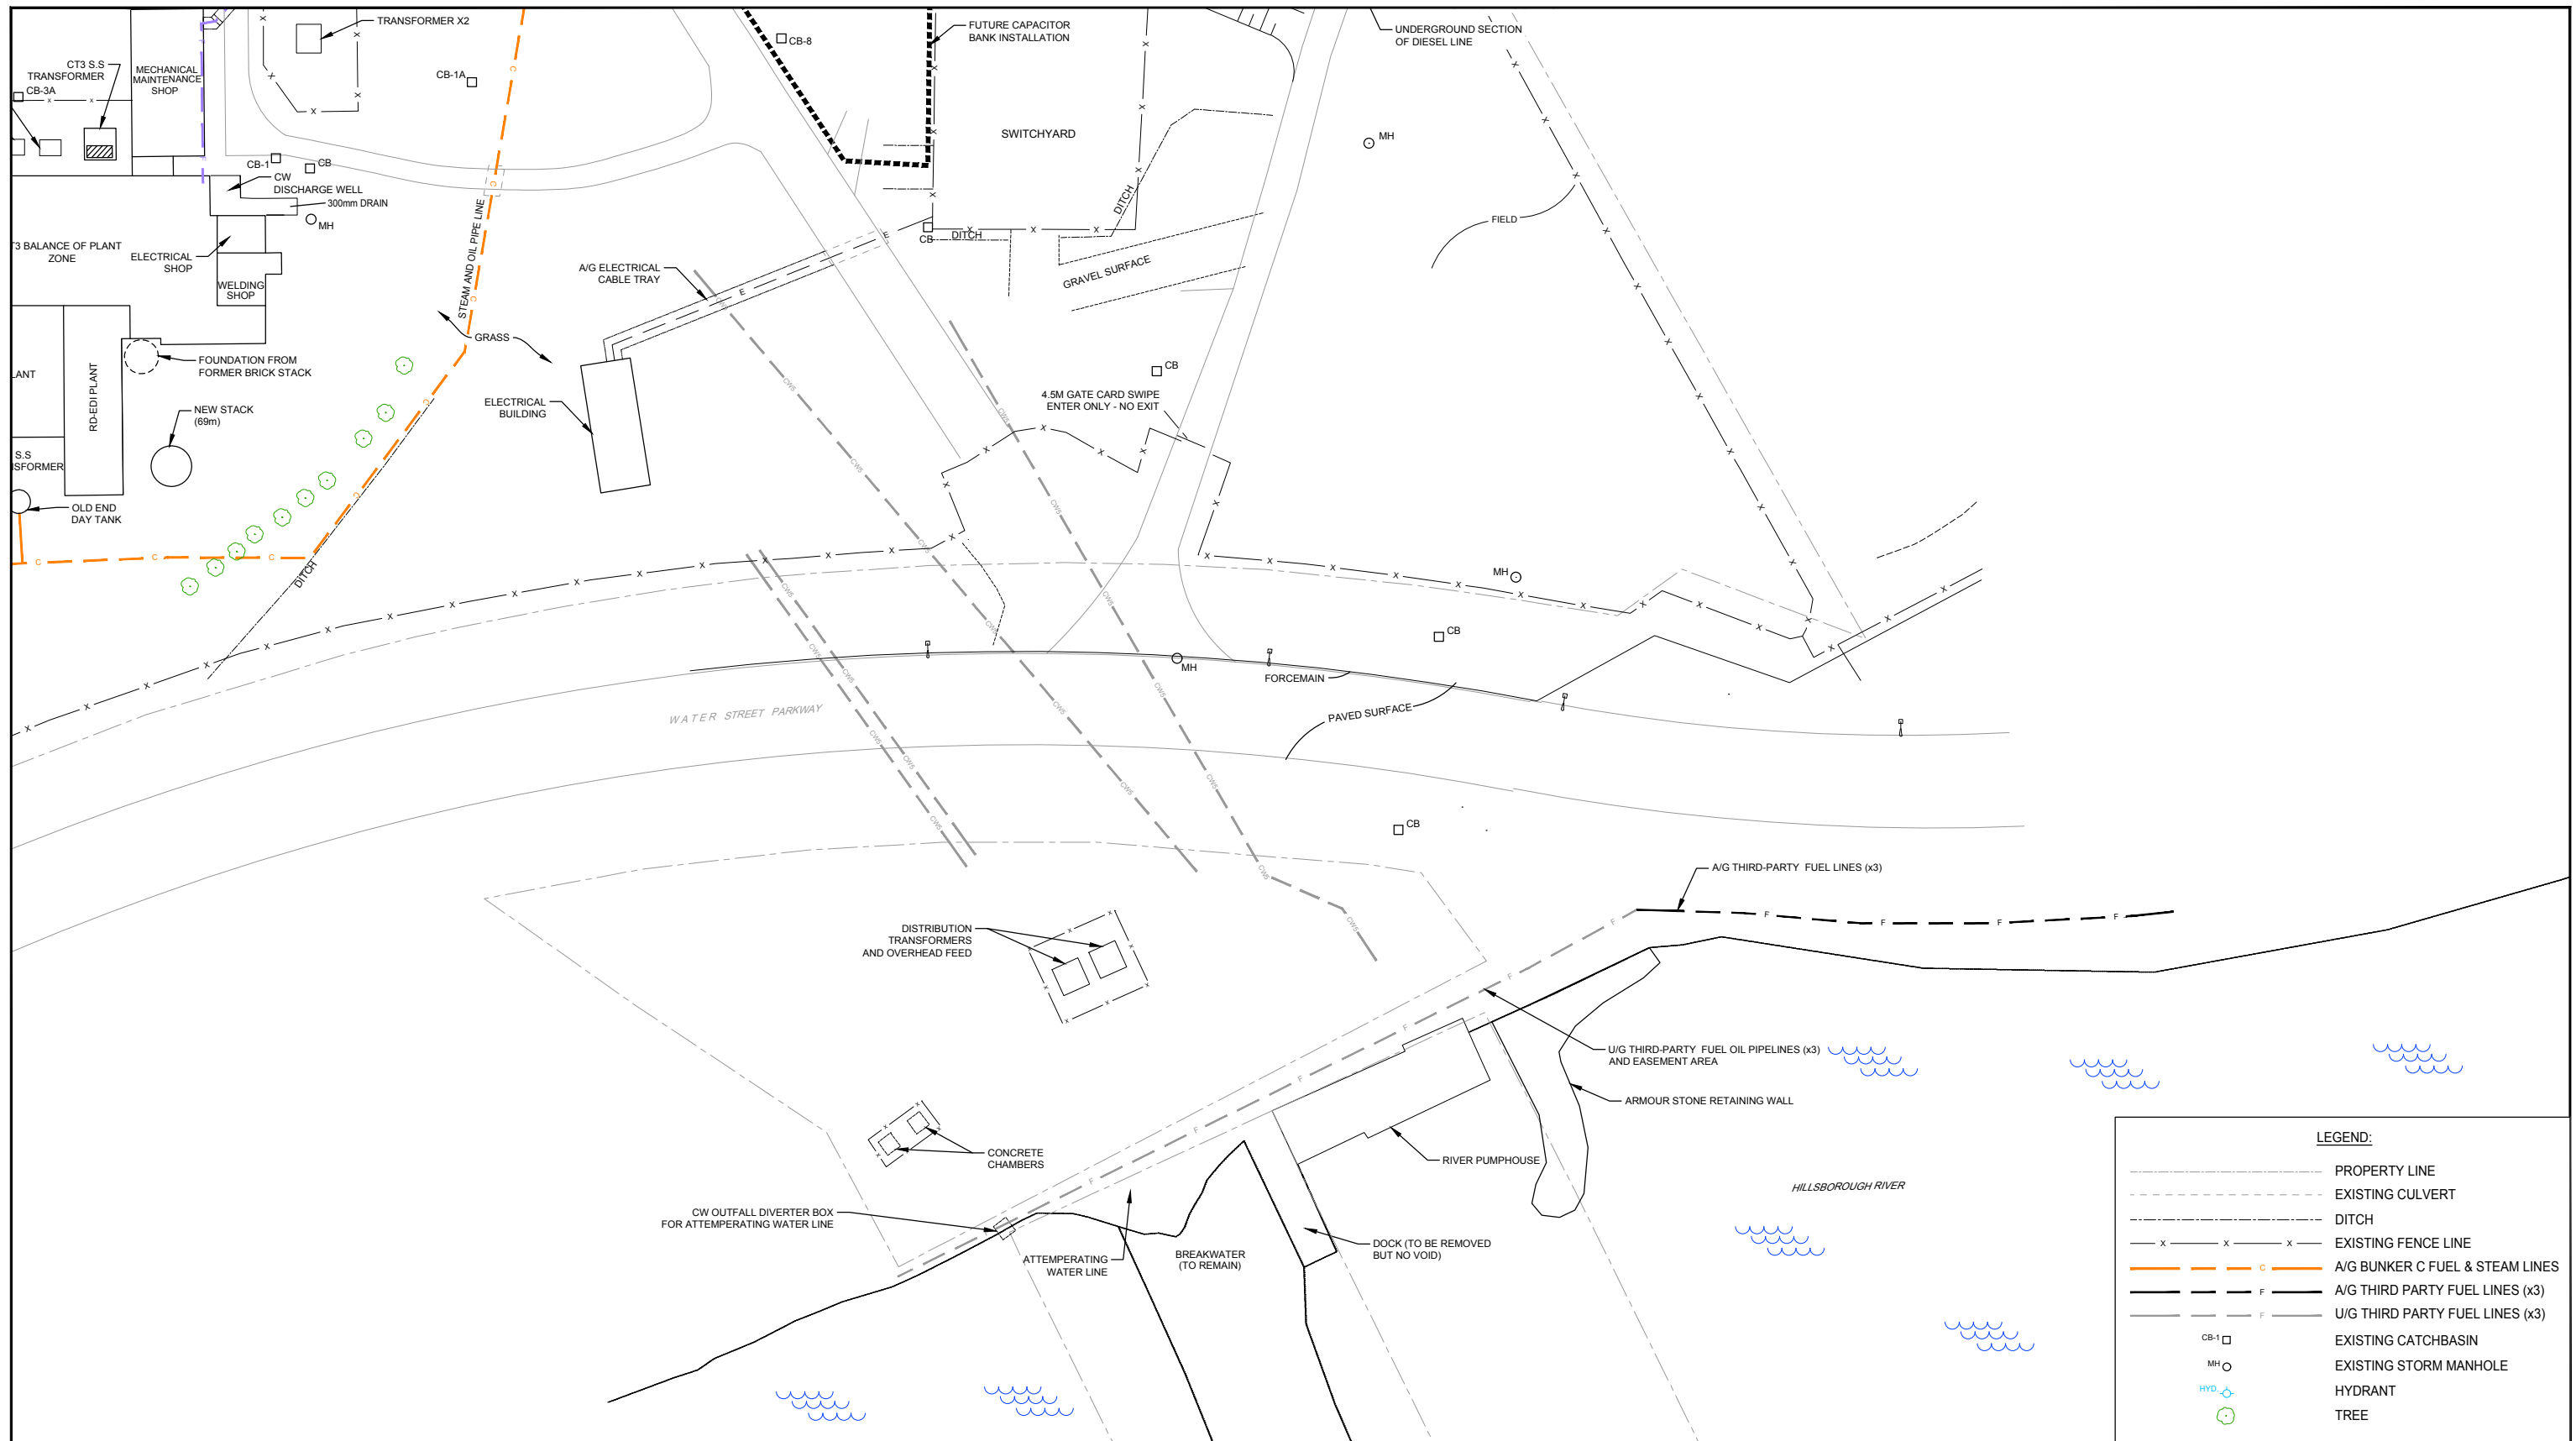 TRANSFORMER X2
FUTURE CAPACITOR
BANK INSTALLATION
UNDERGROUND SECTION
OF DIESEL LINE
CB-8
CT3 S.S
TRANSFORMER
MECHANICAL
MAINTENANCE
SHOP
CB-1A
CB-3A
SWITCHYARD
MH
CB-1
CB
CW
DISCHARGE WELL
300mm DRAIN
MH
DITCH
STEAM AND OIL PIPE LINE
FIELD
CB
DITCH
T3 BALANCE OF PLANT
ZONE
ELECTRICAL
SHOP
A/G ELECTRICAL
CABLE TRAY
E
E
GRAVEL SURFACE
WELDING
SHOP
GRASS
FOUNDATION FROM
FORMER BRICK STACK
LANT
RD-EDI PLANT
CB
4.5M GATE CARD SWIPE
ENTER ONLY - NO EXIT
ELECTRICAL
BUILDING
NEW STACK
(69m)
S.S
NSFORMER
OLD END
DAY TANK
DITCH
MH
CB
MH
FORCEMAIN
WATER STREET PARKWAY
PAVED SURFACE
CB
CW5
A/G THIRD-PARTY FUEL LINES (x3)
F
DISTRIBUTION
TRANSFORMERS
AND OVERHEAD FEED
U/G THIRD-PARTY FUEL OIL PIPELINES (x3)
AND EASEMENT AREA
ARMOUR STONE RETAINING WALL
CONCRETE
CHAMBERS
RIVER PUMPHOUSE
HILLSBOROUGH RIVER
CW OUTFALL DIVERTER BOX
FOR ATTEMPERATING WATER LINE
ATTEMPERATING
WATER LINE
BREAKWATER
(TO REMAIN)
DOCK (TO BE REMOVED
BUT NO VOID)
LEGEND:
PROPERTY LINE
EXISTING CULVERT
DITCH
X X X EXISTING FENCE LINE
C A/G BUNKER C FUEL & STEAM LINES
F A/G THIRD PARTY FUEL LINES (x3)
F U/G THIRD PARTY FUEL LINES (x3)
CB-1 EXISTING CATCHBASIN
MH EXISTING STORM MANHOLE
HYD. HYDRANT
TREE